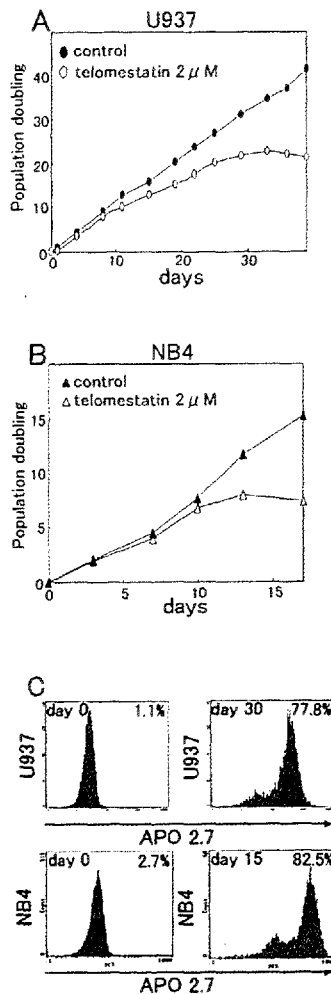 A
U937
control
telomestatin 2 μ M
Population doubling
40
30
20
10
0
0 10 20 30
days
B
NB4
control
telomestatin 2 μ M
Population doubling
15
10
5
0
0 5 10 15
days
C
day 0 1.1%
U937
day 30 77.8%
U937
APO 2.7
day 0 2.7%
NB4
day 15 82.5%
NB4
APO 2.7